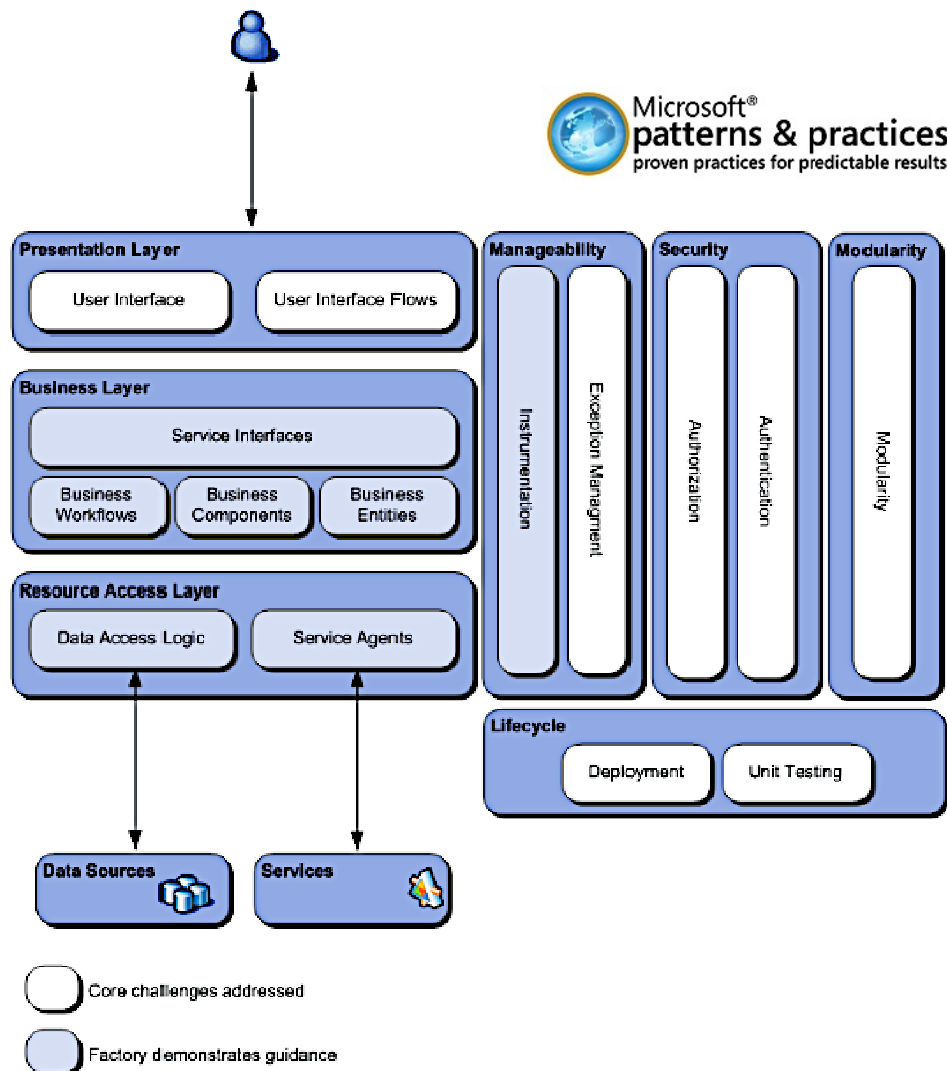 Microsoft®
patterns & practices
proven practices for predictable results
Presentation Layer
User Interface
User Interface Flows
Business Layer
Service Interfaces
Business
Workflows
Business
Components
Business
Entities
Resource Access Layer
Data Access Logic
Service Agents
Manageability
Instrumentation
Exception Managment
Security
Authorization
Authentication
Modularity
Modularity
Lifecycle
Deployment
Unit Testing
Data Sources
Services
Core challenges addressed
Factory demonstrates guidance